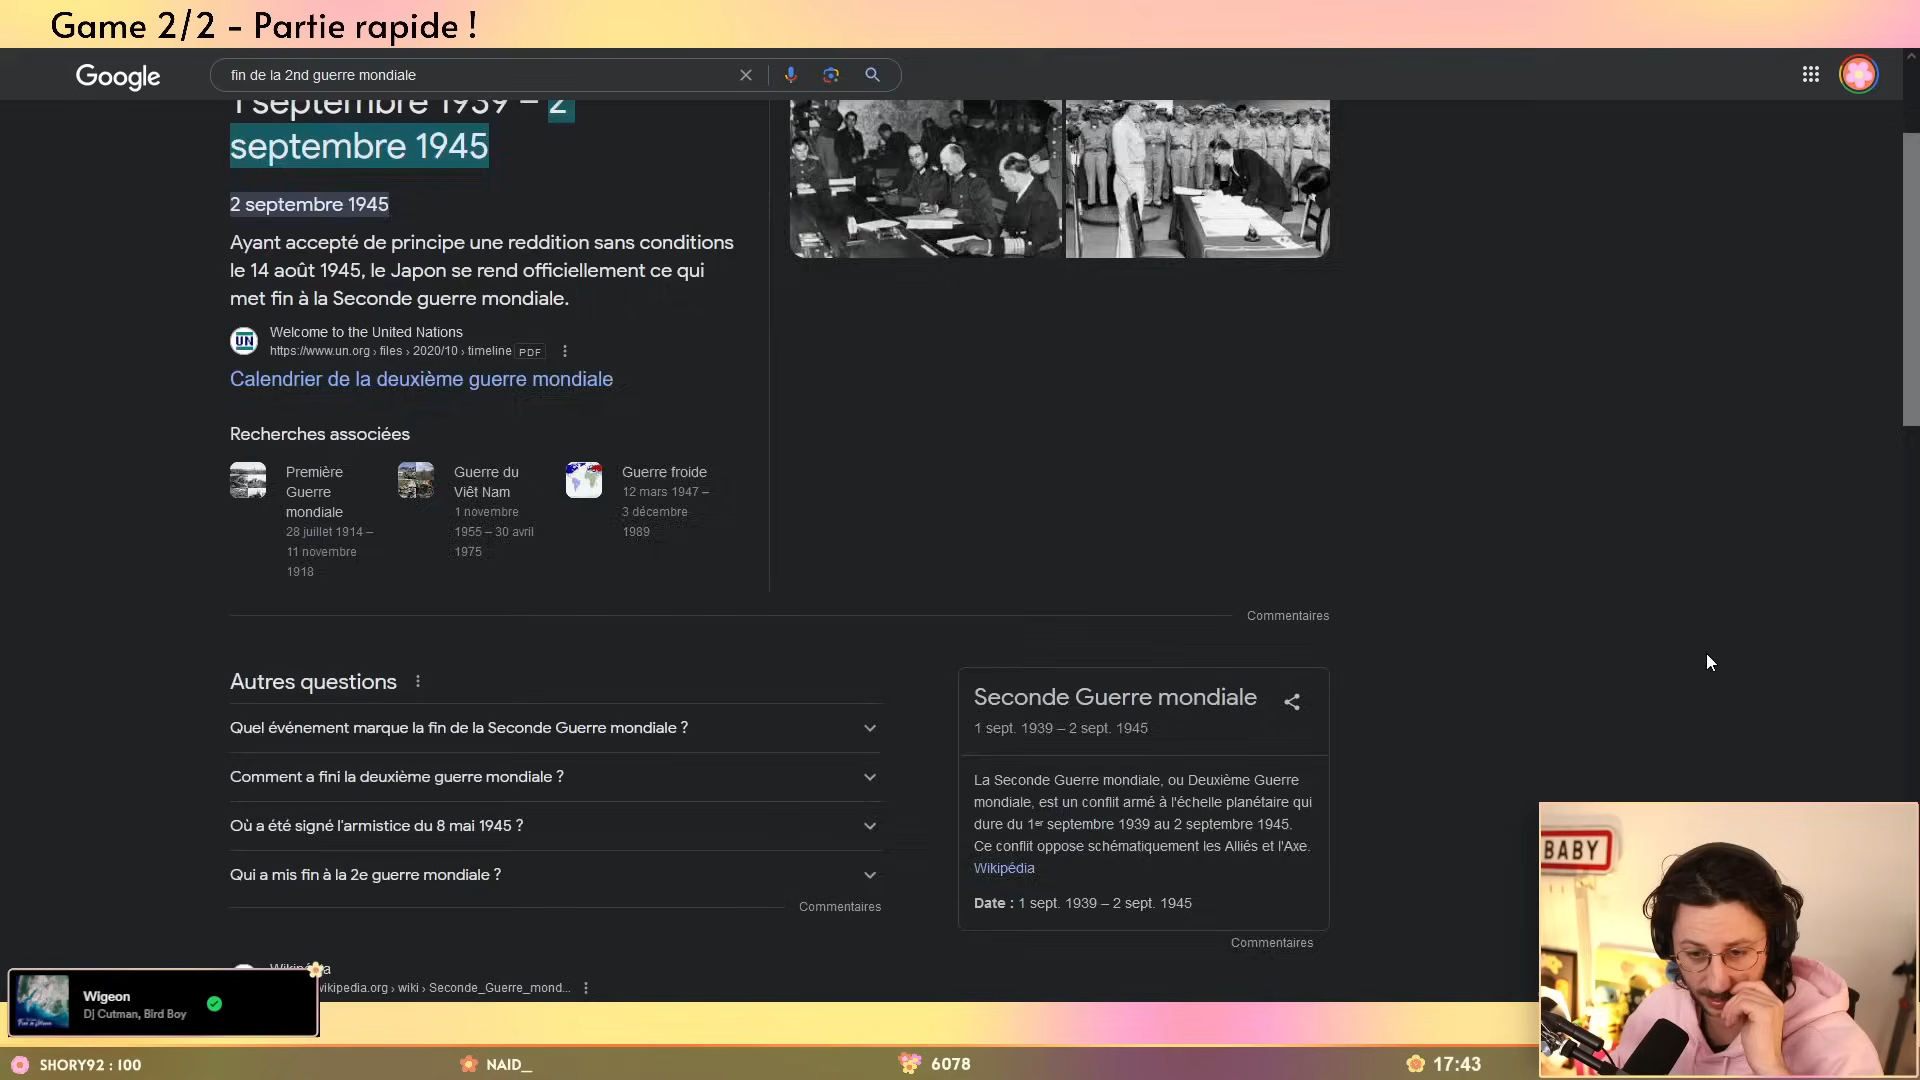 Game 2/2 - Partie rapide !
Google
fin de la 2nd guerre mondiale
1 septembre 1939 – 2
septembre 1945
2 septembre 1945
Ayant accepté de principe une reddition sans conditions
le 14 août 1945, le Japon se rend officiellement ce qui
met fin à la Seconde guerre mondiale.
UN
Welcome to the United Nations
https://www.un.org › files › 2020/10 › timeline PDF
Calendrier de la deuxième guerre mondiale
Recherches associées
Première
Guerre
mondiale
28 juillet 1914 –
11 novembre
1918
Guerre du
Viêt Nam
1 novembre
1955 – 30 avril
1975
Guerre froide
12 mars 1947 –
3 décembre
1989
Commentaires
Autres questions
Quel événement marque la fin de la Seconde Guerre mondiale ?
Comment a fini la deuxième guerre mondiale ?
Où a été signé l'armistice du 8 mai 1945 ?
Qui a mis fin à la 2e guerre mondiale ?
Commentaires
Seconde Guerre mondiale
1 sept. 1939 – 2 sept. 1945
La Seconde Guerre mondiale, ou Deuxième Guerre
mondiale, est un conflit armé à l'échelle planétaire qui
dure du 1er septembre 1939 au 2 septembre 1945.
Ce conflit oppose schématiquement les Alliés et l'Axe.
Wikipédia
Date : 1 sept. 1939 – 2 sept. 1945
Commentaires
Wikipédia
wikipedia.org › wiki › Seconde_Guerre_mond...
Wigeon
Dj Cutman, Bird Boy
BABY
SHORY92 : 100
NAID_
6078
17:43